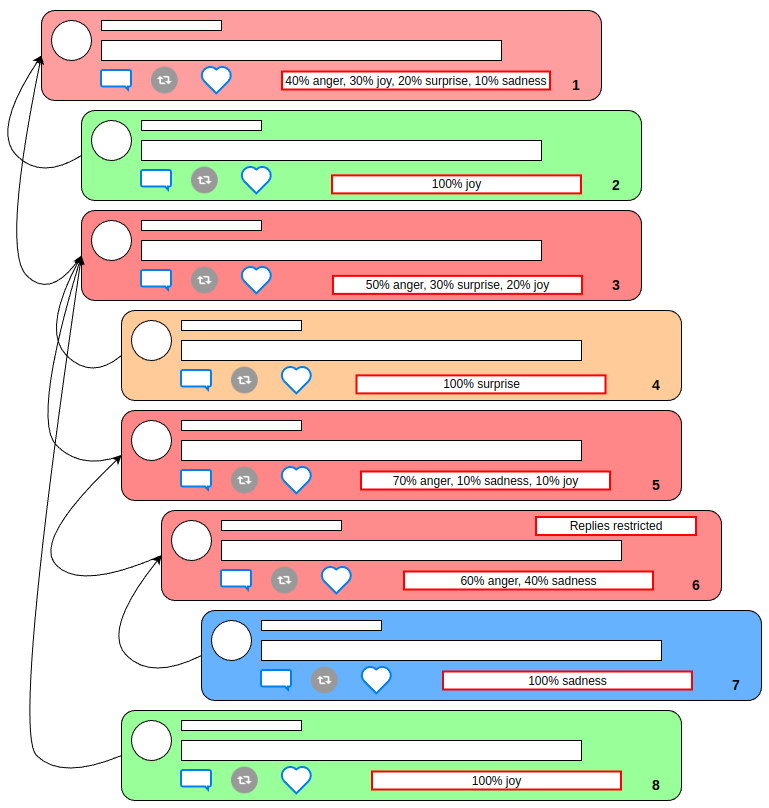 40% anger, 30% joy, 20% surprise, 10% sadness
1
100% joy
2
50% anger, 30% surprise, 20% joy
3
100% surprise
4
70% anger, 10% sadness, 10% joy
5
Replies restricted
60% anger, 40% sadness
6
100% sadness
7
100% joy
8